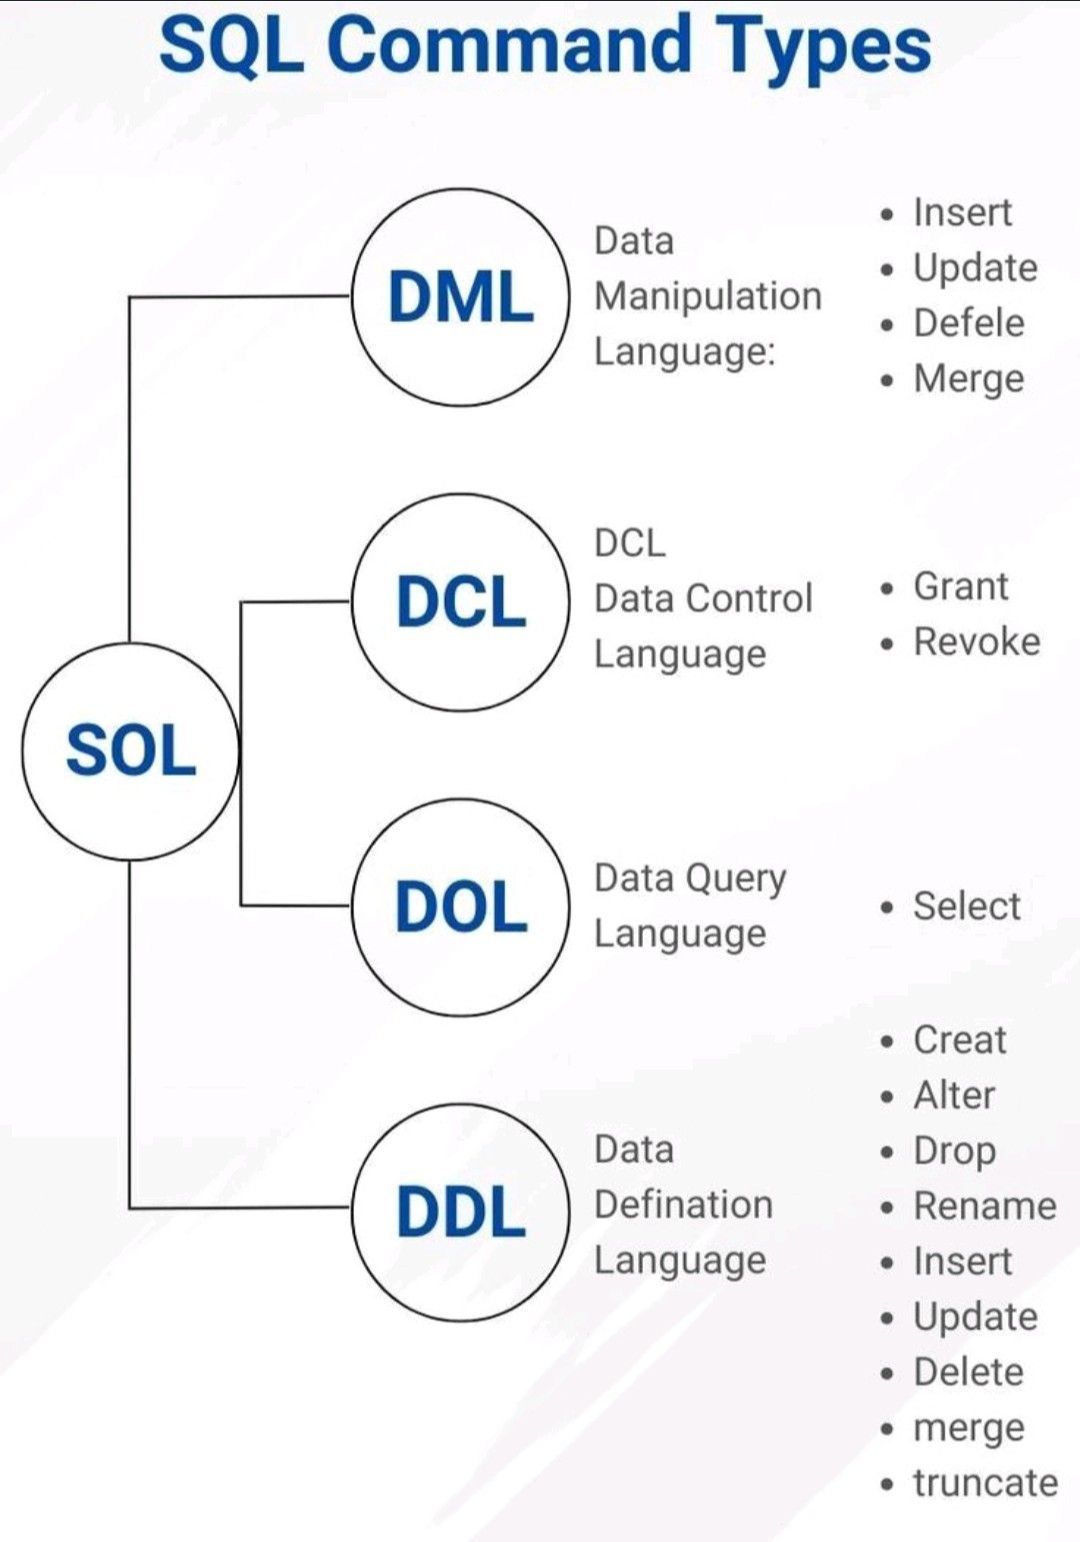 SQL Command Types
DML
Data
Manipulation
Language:
• Insert
• Update
• Defele
• Merge
DCL
DCL
Data Control
Language
• Grant
• Revoke
SOL
DOL
Data Query
Language
• Select
DDL
Data
Defination
Language
• Creat
• Alter
• Drop
• Rename
• Insert
• Update
• Delete
• merge
• truncate